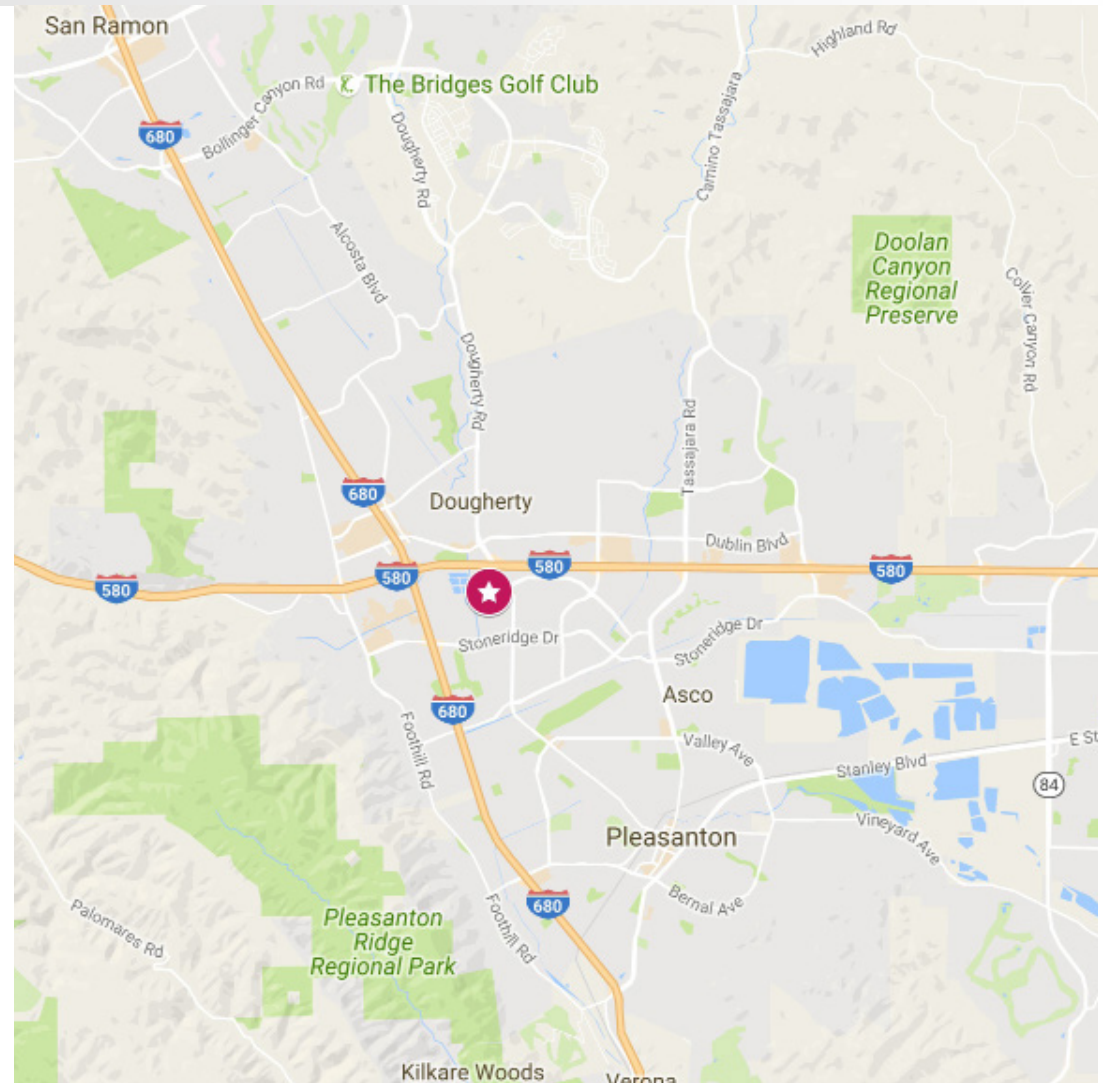 San Ramon
Highland Rd
The Bridges Golf Club
680
Bollinger Canyon Rd
Dougherty Rd
Camino Tassajara
Alcosta Blvd
Doolan
Canyon
Regional
Preserve
Collier Canyon Rd
Dougherty Rd
Tassajara Rd
680
Dougherty
Dublin Blvd
580
580
580
580
Stoneridge Dr
Stoneridge Dr
Asco
680
Foothill Rd
Valley Ave
E St
Stanley Blvd
84
Pleasanton
Vineyard Ave
Bernal Ave
680
Palomares Rd
Pleasanton
Ridge
Regional Park
Foothill Rd
Kilkare Woods
Verona